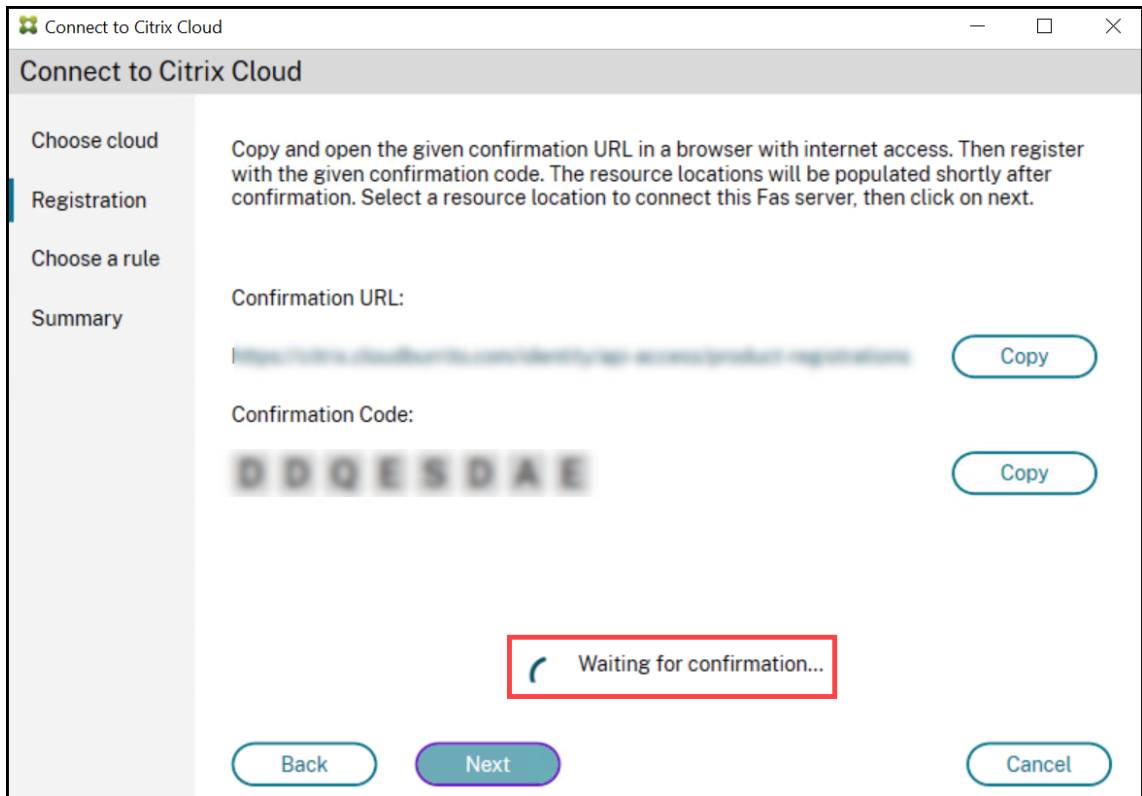 Connect to Citrix Cloud
Connect to Citrix Cloud
Choose cloud
Registration
Choose a rule
Summary
Copy and open the given confirmation URL in a browser with internet access. Then register
with the given confirmation code. The resource locations will be populated shortly after
confirmation. Select a resource location to connect this Fas server, then click on next.
Confirmation URL:
Copy
Confirmation Code:
Copy
Waiting for confirmation...
Back
Next
Cancel